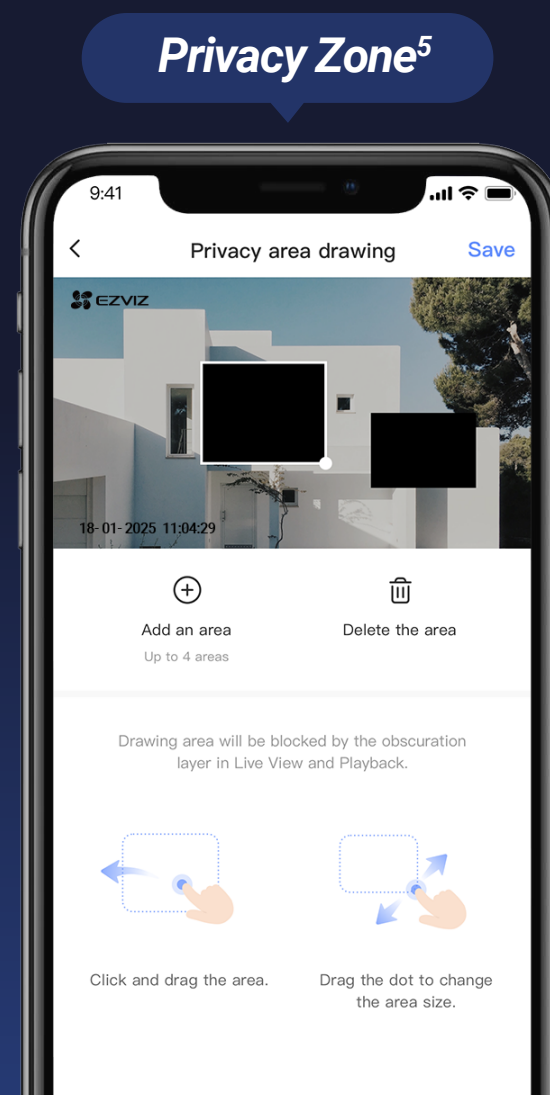 Privacy Zone⁵
9:41
Privacy area drawing
Save
EZVIZ
18-01-2025 11:04:29
Add an area
Up to 4 areas
Delete the area
Drawing area will be blocked by the obscuration
layer in Live View and Playback.
Click and drag the area.
Drag the dot to change
the area size.